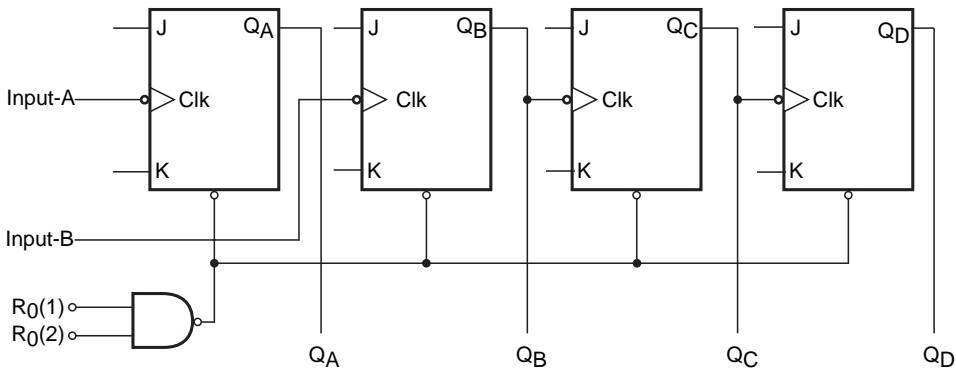 J QA J QB J QC J QD
Input-A Clk Clk Clk Clk
K K K K
Input-B
R0(1)
R0(2)
QA QB QC QD